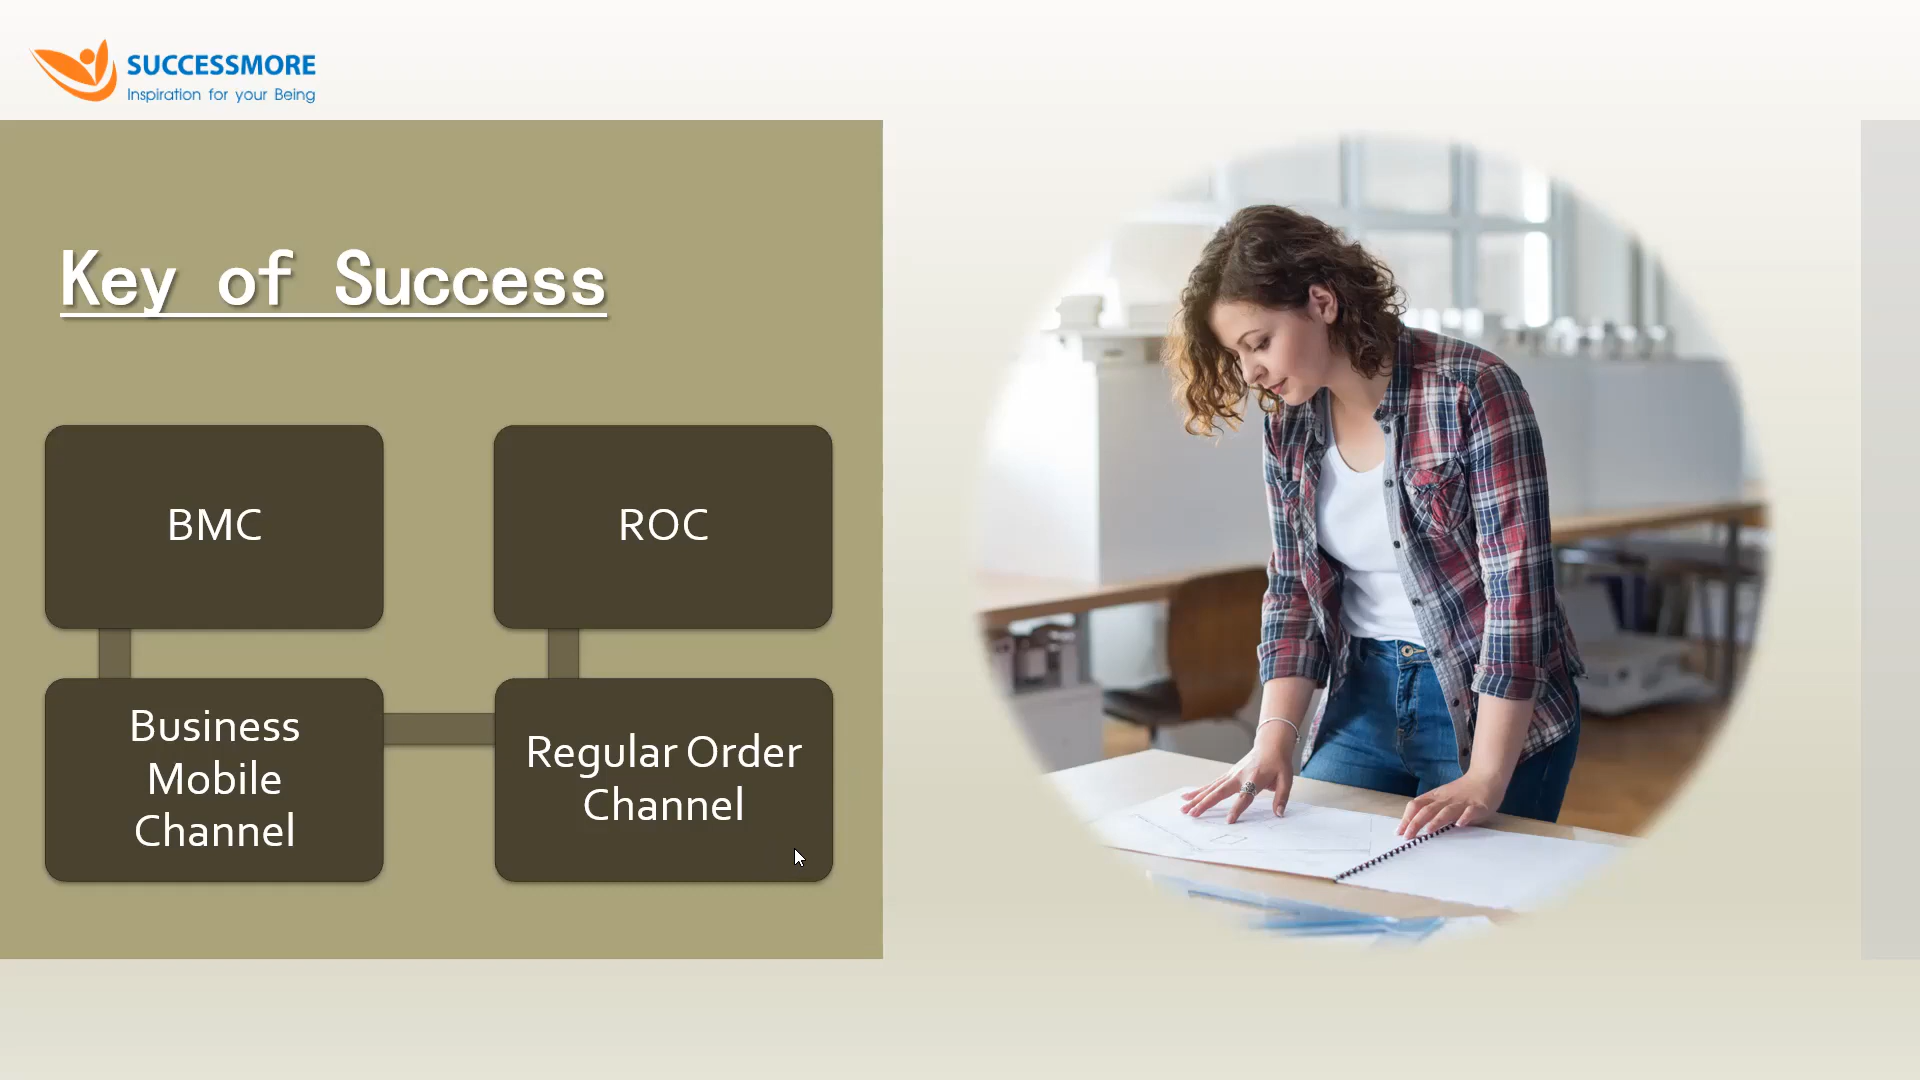 SUCCESSMORE
Inspiration for your Being
Key of Success
BMC
ROC
Business
Mobile
Channel
Regular Order
Channel